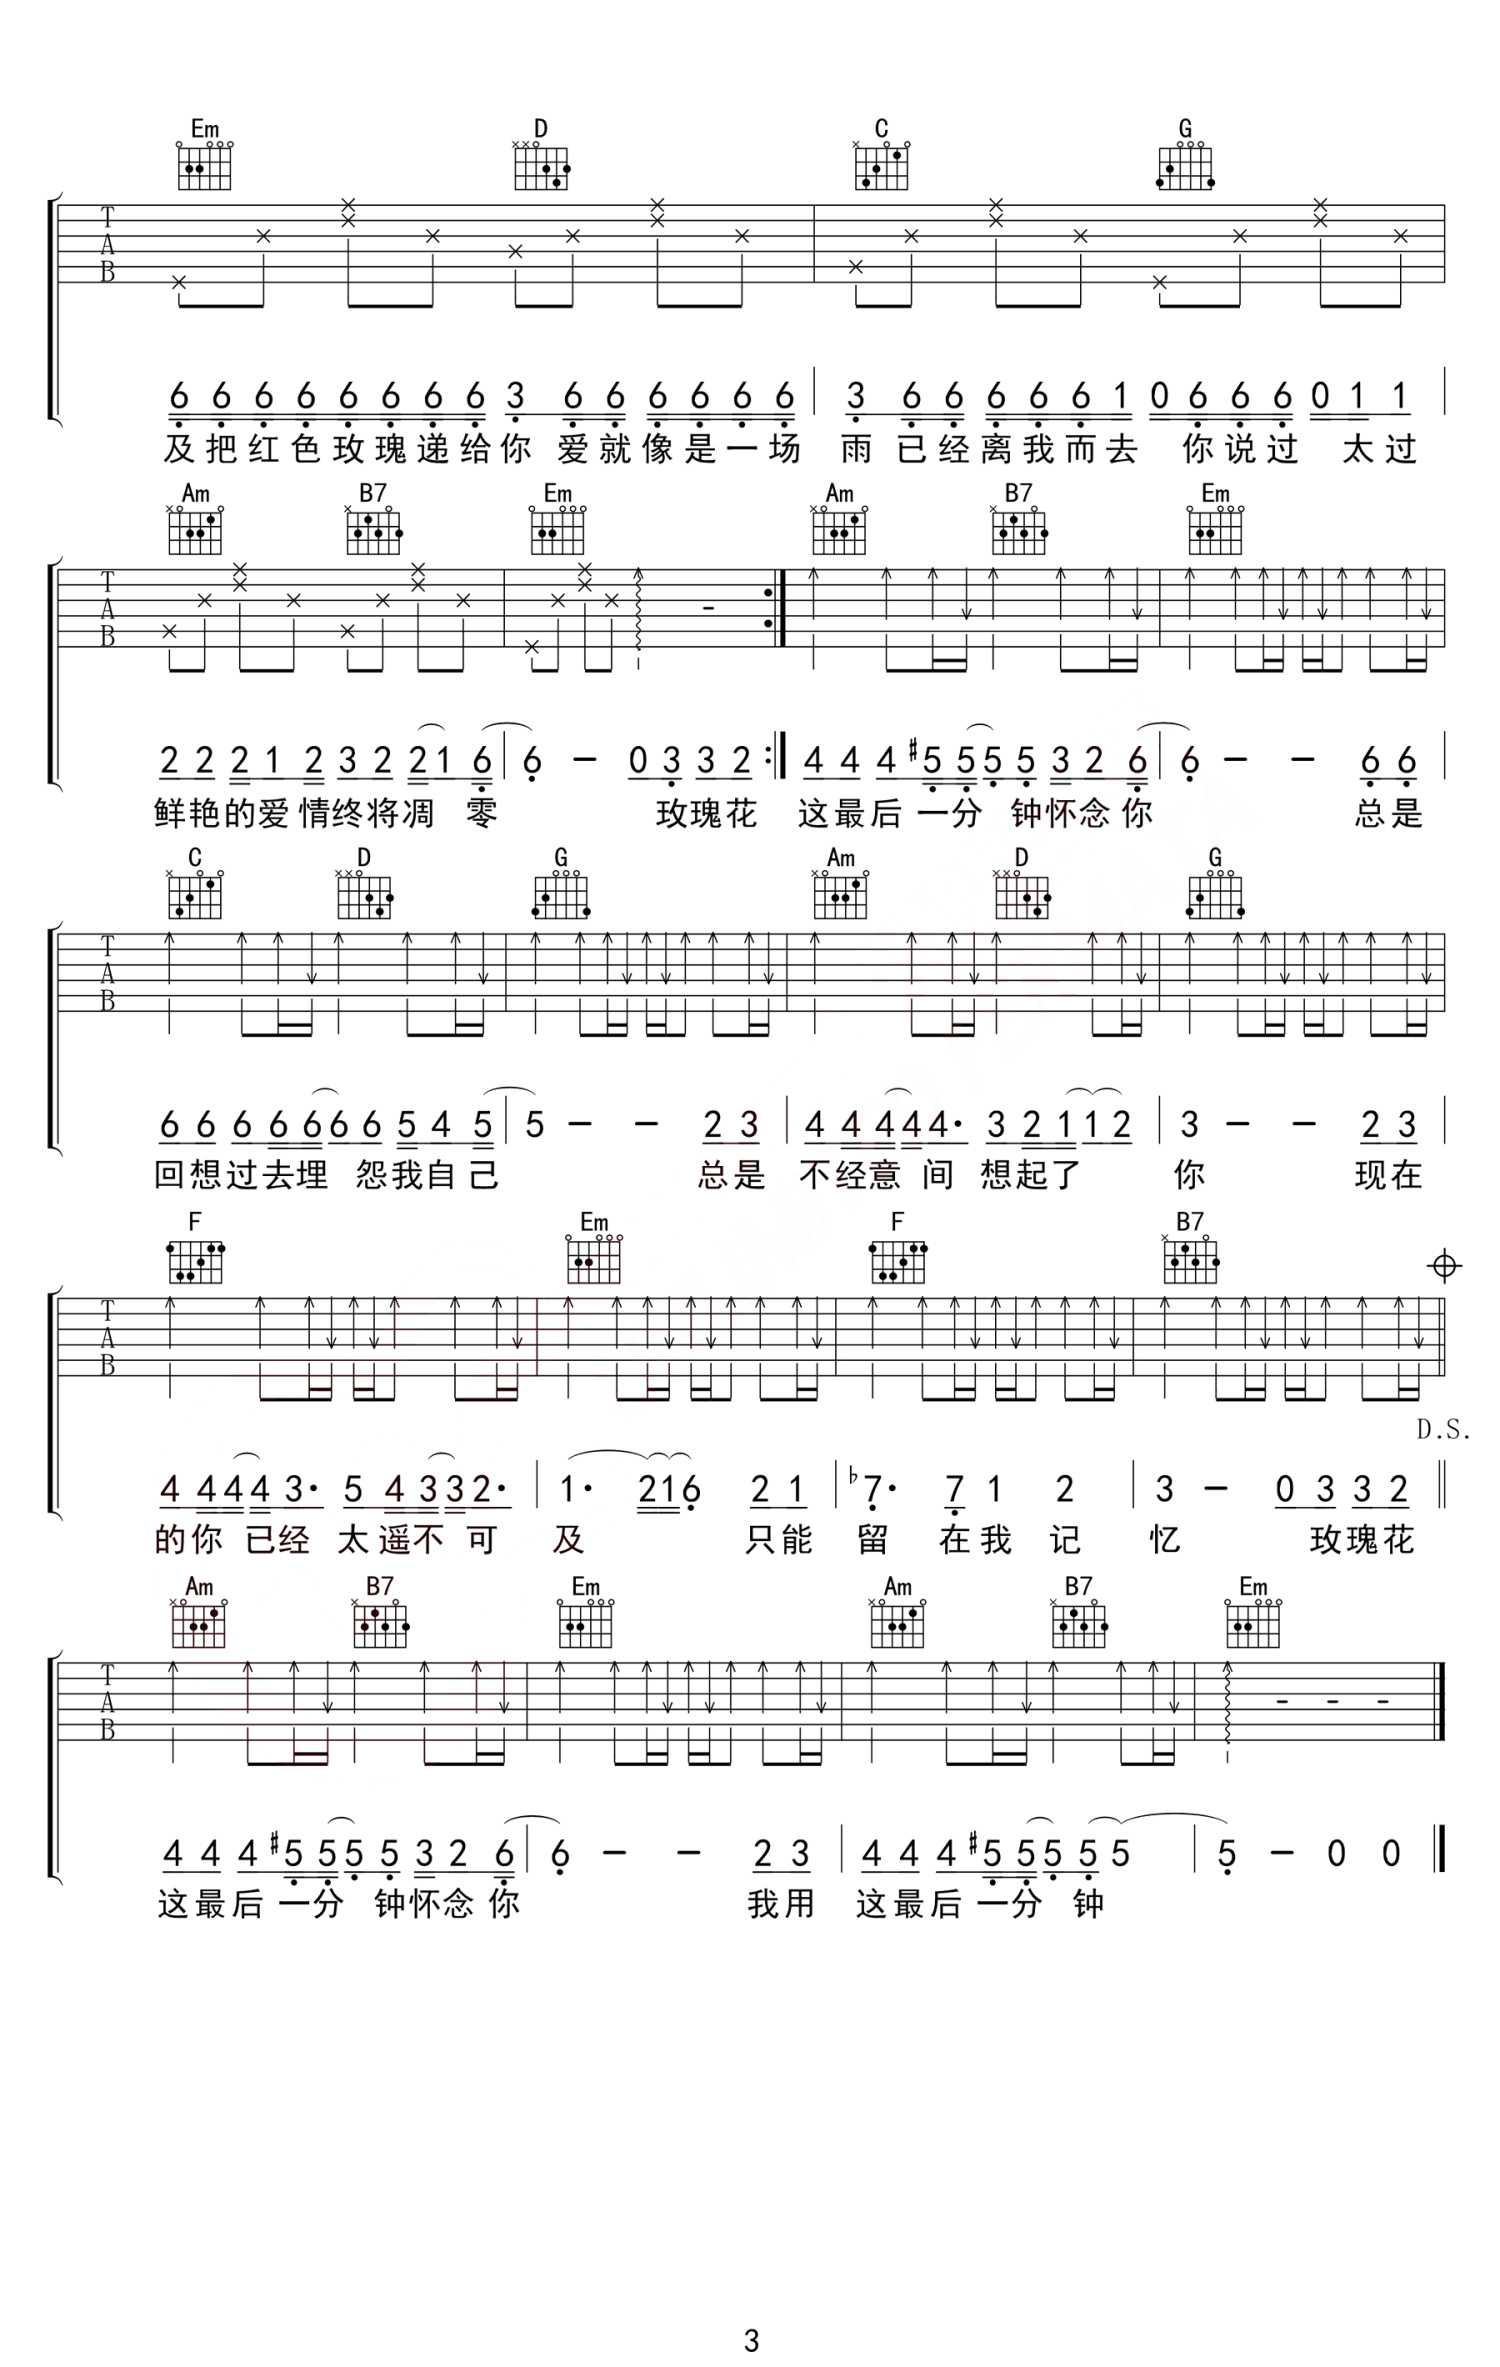 Em D C G
T
A
B
6 6 6 6 6 6 6 6 3 6 6 6 6 6 6 3 6 6 6 6 6 1 0 6 6 6 0 1 1
及把红色玫瑰递给你 爱就像是一场 雨 已经离我而去 你说过 太过
Am B7 Em Am B7 Em
T
A
B
2 2 2 1 2 3 2 2 1 6 6 - 0 3 3 2 4 4 4 #5 5 5 5 3 2 6 6 - - 6 6
鲜艳的爱情终将凋 零 玫瑰花 这最后一分 钟怀念你 总是
C D G Am D G
T
A
B
6 6 6 6 6 6 6 5 4 5 5 - - 2 3 4 4 4 4 4· 3 2 1 1 2 3 - - 2 3
回想过去埋 怨我自己 总是 不经意 间 想起了 你 现在
F Em F B7
T
A
B
D.S.
4 4 4 4 3· 5 4 3 3 2· 1· 2 1 6 2 1 b7· 7 1 2 3 - 0 3 3 2
的你 已经 太遥不 可 及 只能 留 在我 记 忆 玫瑰花
Am B7 Em Am B7 Em
T
A
B
4 4 4 #5 5 5 5 3 2 6 6 - - 2 3 4 4 4 #5 5 5 5 5 5 - 0 0
这最后一分 钟怀念你 我用 这最后一分 钟
3